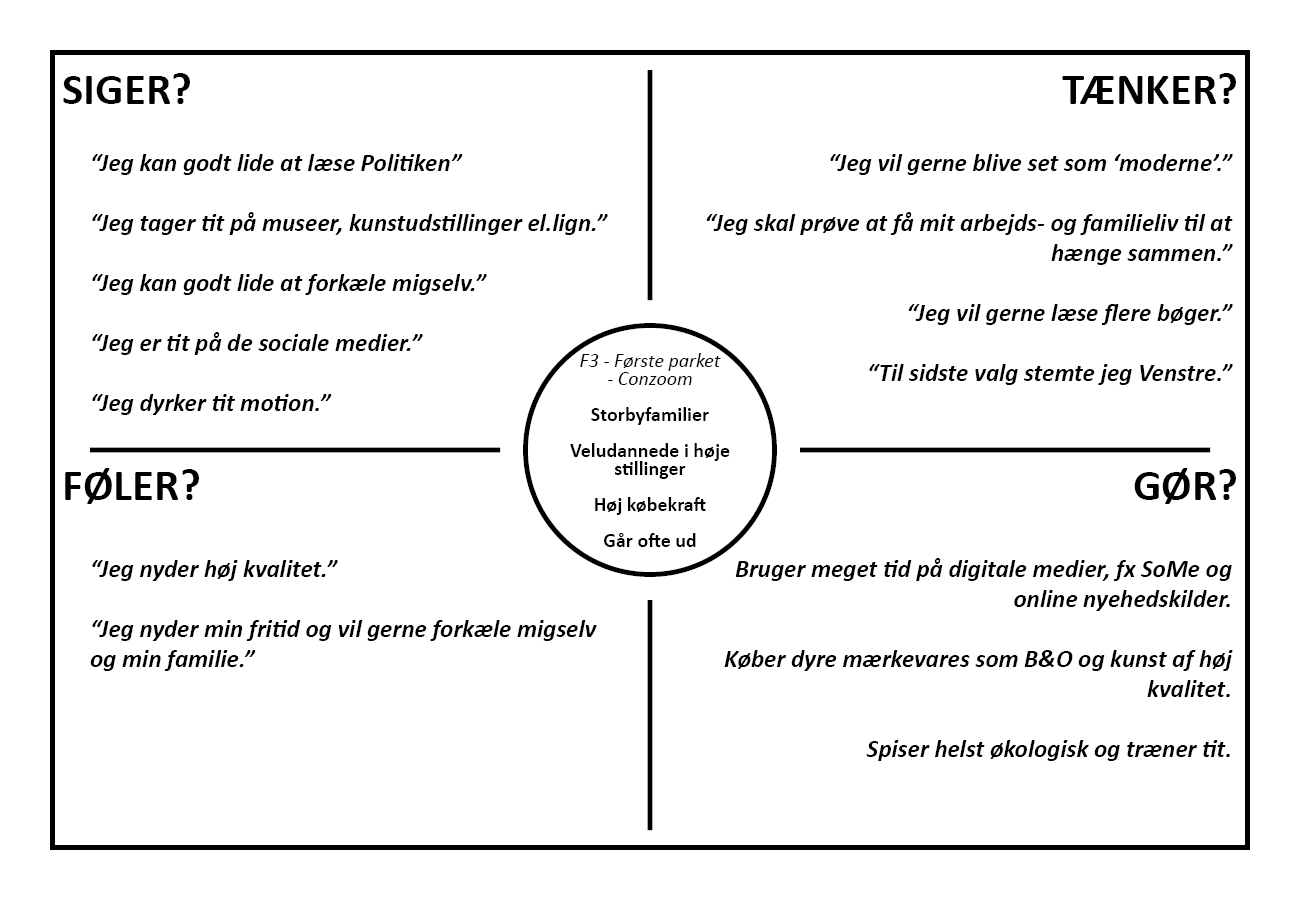 SIGER?
“Jeg kan godt lide at læse Politiken”
“Jeg tager tit på museer, kunstudstillinger el.lign.”
“Jeg kan godt lide at forkæle migselv.”
“Jeg er tit på de sociale medier.”
“Jeg dyrker tit motion.”
TÆNKER?
“Jeg vil gerne blive set som ‘moderne’.”
“Jeg skal prøve at få mit arbejds- og familieliv til at
hænge sammen.”
“Jeg vil gerne læse flere bøger.”
“Til sidste valg stemte jeg Venstre.”
F3 - Første parket
- Conzoom
Storbyfamilier
Veludannede i høje
stillinger
Høj købekraft
Går ofte ud
FØLER?
“Jeg nyder høj kvalitet.”
“Jeg nyder min fritid og vil gerne forkæle migselv
og min familie.”
GØR?
Bruger meget tid på digitale medier, fx SoMe og
online nyehedskilder.
Køber dyre mærkevares som B&O og kunst af høj
kvalitet.
Spiser helst økologisk og træner tit.